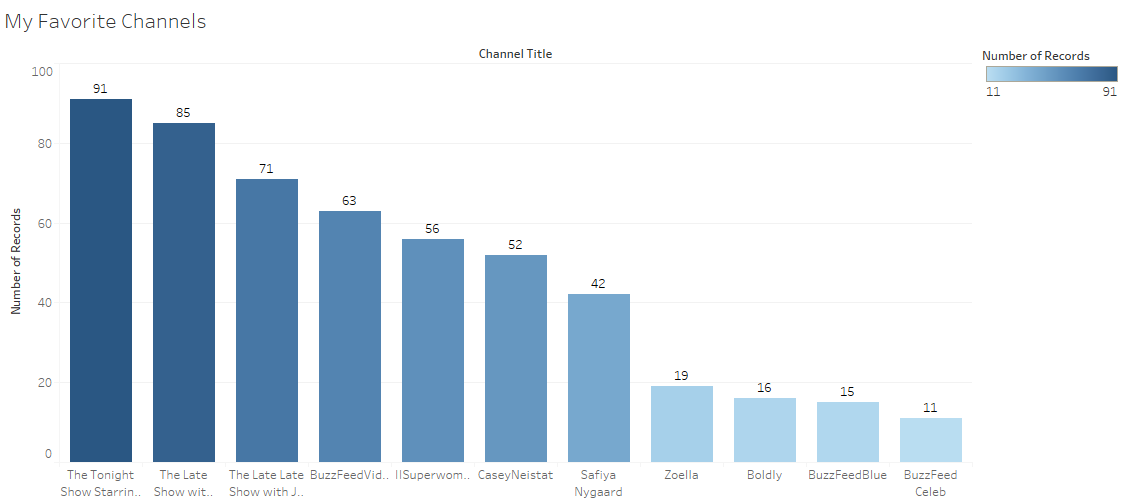 My Favorite Channels
Channel Title
Number of Records
11 91
Number of Records
100
80
60
40
20
0
91
85
71
63
56
52
42
19
16
15
11
The Tonight
Show Starrin..
The Late
Show wit..
The Late Late
Show with J..
BuzzFeedVid..
IISuperwom..
CaseyNeistat
Safiya
Nygaard
Zoella
Boldly
BuzzFeedBlue
BuzzFeed
Celeb